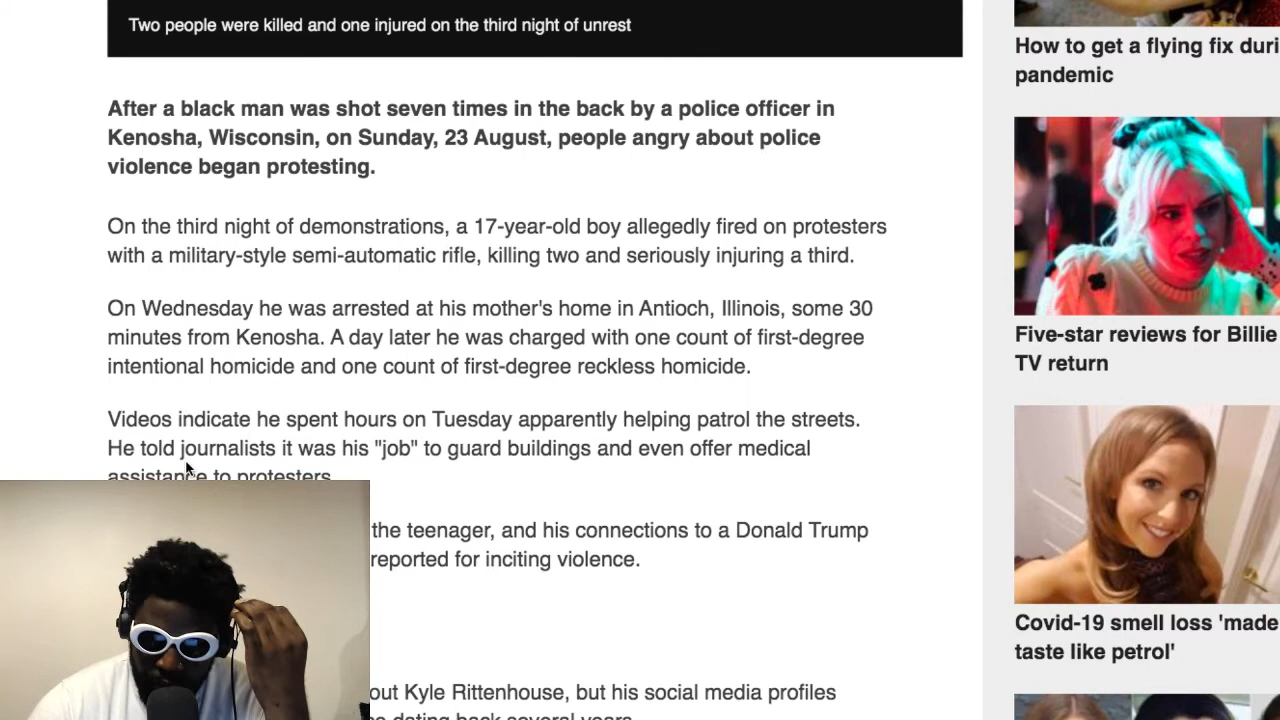 Two people were killed and one injured on the third night of unrest
After a black man was shot seven times in the back by a police officer in
Kenosha, Wisconsin, on Sunday, 23 August, people angry about police
violence began protesting.
On the third night of demonstrations, a 17-year-old boy allegedly fired on protesters
with a military-style semi-automatic rifle, killing two and seriously injuring a third.
On Wednesday he was arrested at his mother's home in Antioch, Illinois, some 30
minutes from Kenosha. A day later he was charged with one count of first-degree
intentional homicide and one count of first-degree reckless homicide.
Videos indicate he spent hours on Tuesday apparently helping patrol the streets.
He told journalists it was his "job" to guard buildings and even offer medical
assistance to protesters.
the teenager, and his connections to a Donald Trump
reported for inciting violence.
out Kyle Rittenhouse, but his social media profiles
dating back several years
How to get a flying fix duri
pandemic
Five-star reviews for Billie
TV return
Covid-19 smell loss 'made
taste like petrol'